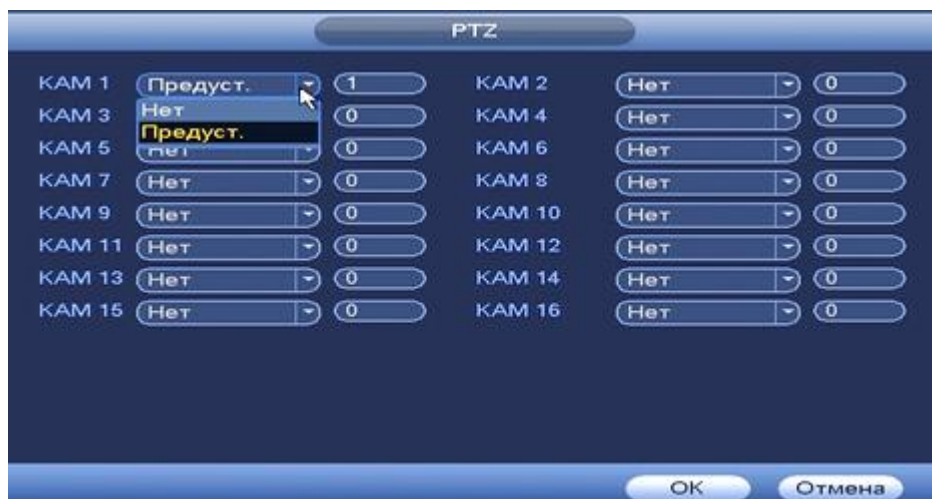 PTZ
КАМ 1 Предуст. 1 КАМ 2 Нет 0
КАМ 3 Нет 0 КАМ 4 Нет 0
Предуст.
КАМ 5 Нет 0 КАМ 6 Нет 0
КАМ 7 Нет 0 КАМ 8 Нет 0
КАМ 9 Нет 0 КАМ 10 Нет 0
КАМ 11 Нет 0 КАМ 12 Нет 0
КАМ 13 Нет 0 КАМ 14 Нет 0
КАМ 15 Нет 0 КАМ 16 Нет 0
OK Отмена